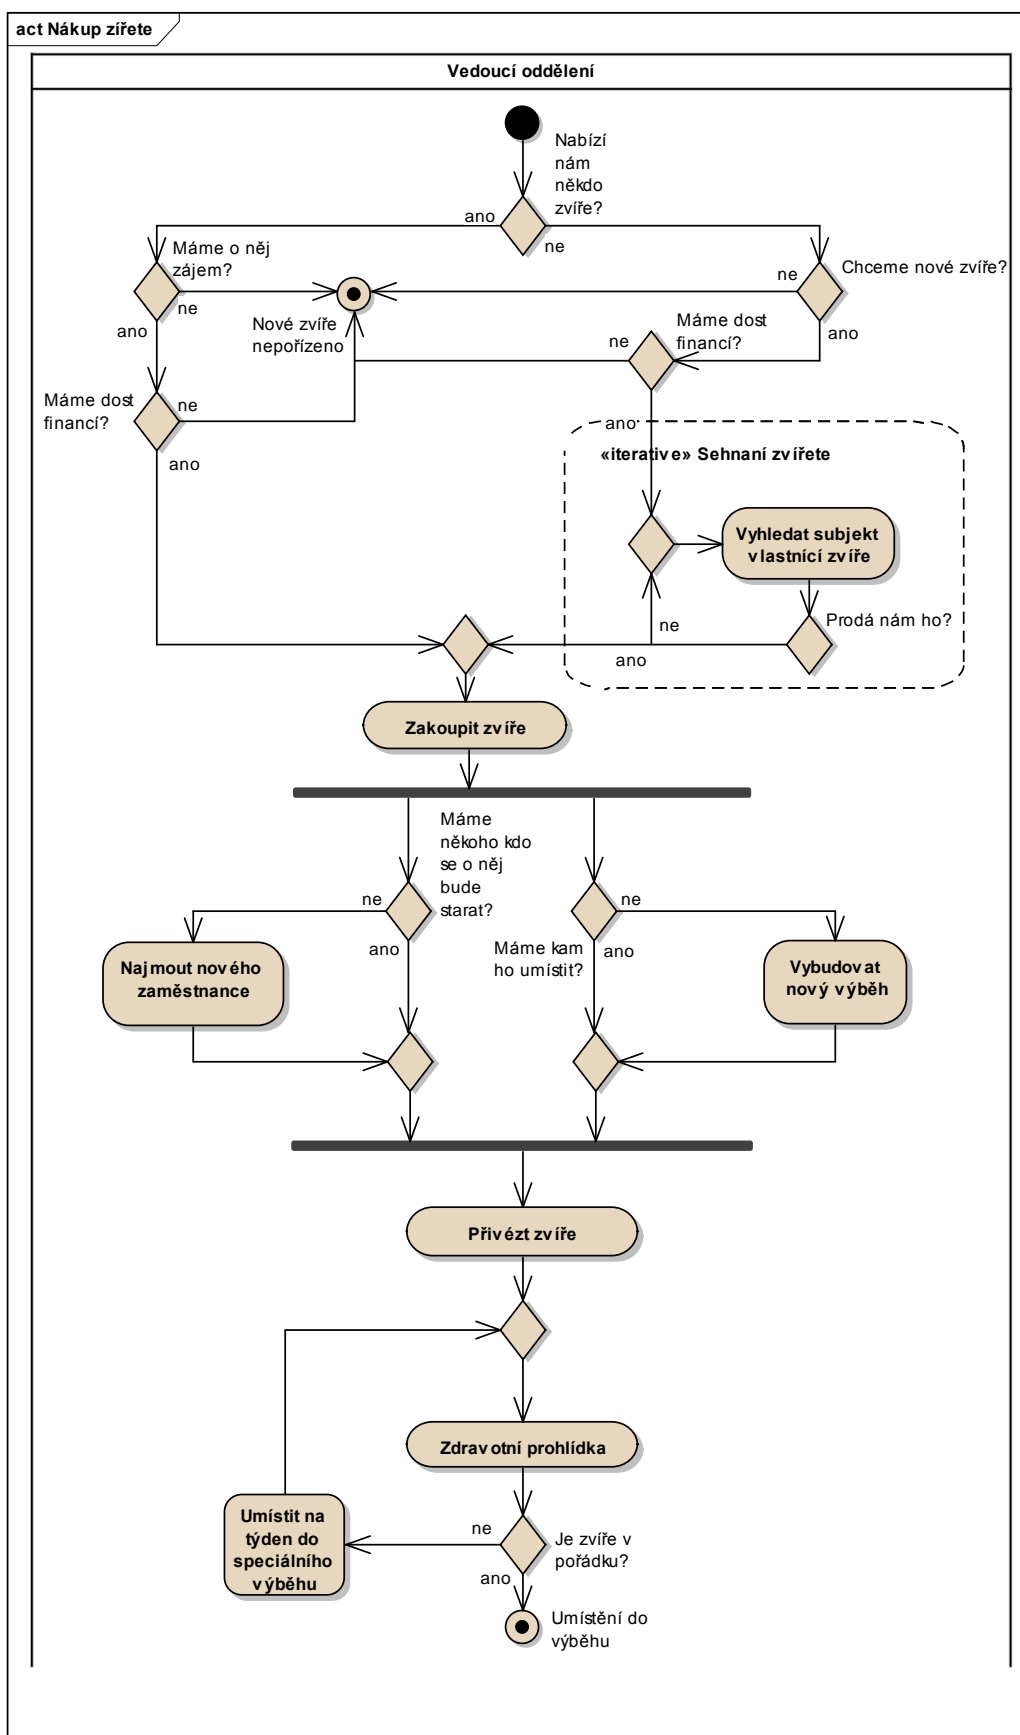 act Nákup zířete
Vedoucí oddělení
Nabízí
nám
někdo
zvíře?
ano
ne
Máme o něj
zájem?
ne
ano
Nové zvíře
nepořízeno
ne
Chceme nové zvíře?
ano
Máme dost
financí?
ne
ano
Máme dost
financí?
ne
ano
«iterative» Sehnaní zvířete
Vyhledat subjekt
vlastnící zvíře
Prodá nám ho?
ne
ano
Zakoupit zvíře
Máme
někoho kdo
se o něj
bude
starat?
ne
ano
Máme kam
ho umístit?
ne
ano
Najmout nového
zaměstnance
Vybudovat
nový výběh
Přivézt zvíře
Zdravotní prohlídka
Umístit na
týden do
speciálního
výběhu
ne
Je zvíře v
pořádku?
ano
Umístění do
výběhu